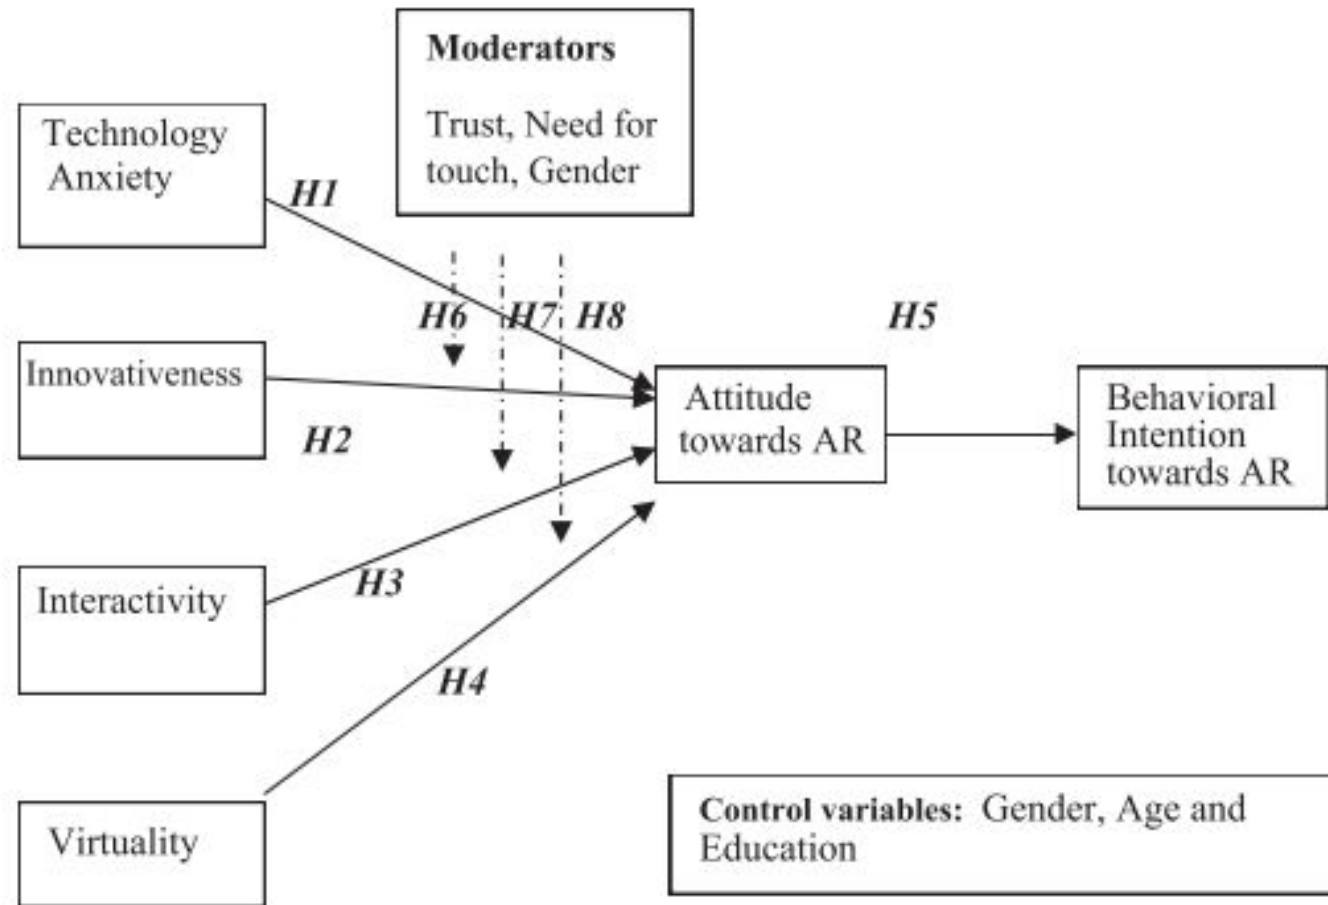 Moderators
Trust, Need for
touch, Gender
Technology
Anxiety
H1
H6
H7
H8
H5
Innovativeness
H2
Attitude
towards AR
Behavioral
Intention
towards AR
Interactivity
H3
H4
Virtuality
Control variables: Gender, Age and
Education